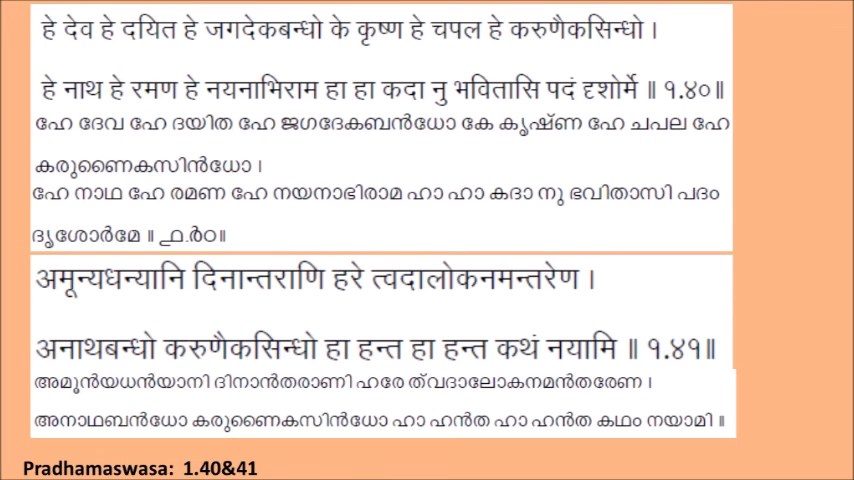 हे देव हे दयित हे जगदेकबन्धो के कृष्ण हे चपल हे करुणैकसिन्धो ।
हे नाथ हे रमण हे नयनाभिराम हा हा कदा नु भवितासि पदं दृशोर्मे ॥ १.४० ॥
ഹേ ദേവ ഹേ ദയിത ഹേ ജഗദേകബൻധോ കേ കൃഷ്ണ ഹേ ചപല ഹേ
കരുണൈകസിൻധോ ।
ഹേ നാഥ ഹേ രമണ ഹേ നയനാഭിരാമ ഹാ ഹാ കദാ നു ഭവിതാസി പദം
ദൃശോർമേ ॥ ൧.൪൦॥
अमून्यधन्यानि दिनान्तराणि हरे त्वदालोकनमन्तरेण ।
अनाथबन्धो करुणैकसिन्धो हा हन्त हा हन्त कथं नयामि ॥ १.४१॥
അമൂൻയധൻയാനി ദിനാൻതരാണി ഹരേ ത്വദാലോകനമൻതരേണ ।
അനാഥബൻധോ കരുണൈകസിൻധോ ഹാ ഹൻത ഹാ ഹൻത കഥം നയാമി ॥
Pradhamaswasa: 1.40&41